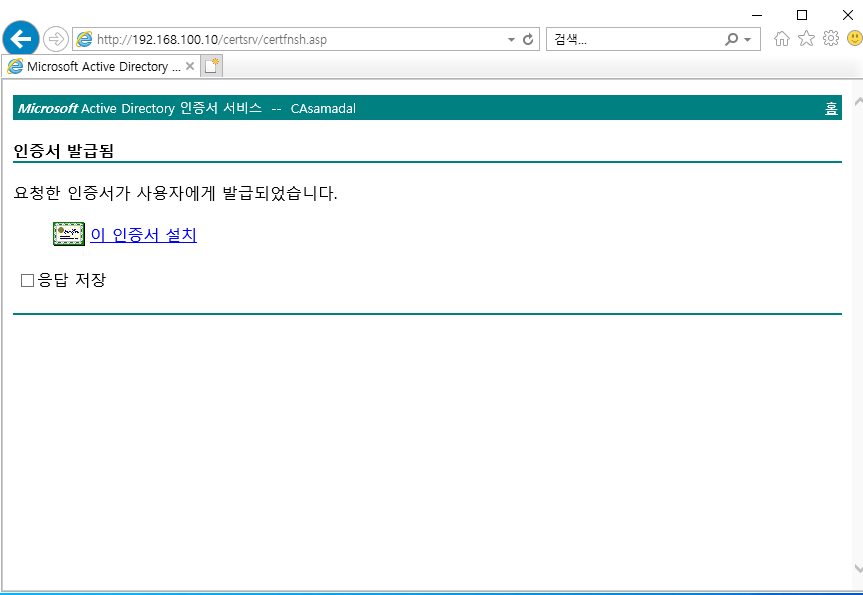 http://192.168.100.10/certsrv/certfnsh.asp
검색...
Microsoft Active Directory ...
Microsoft Active Directory 인증서 서비스 -- CAsamadal
홈
인증서 발급됨
요청한 인증서가 사용자에게 발급되었습니다.
이 인증서 설치
응답 저장